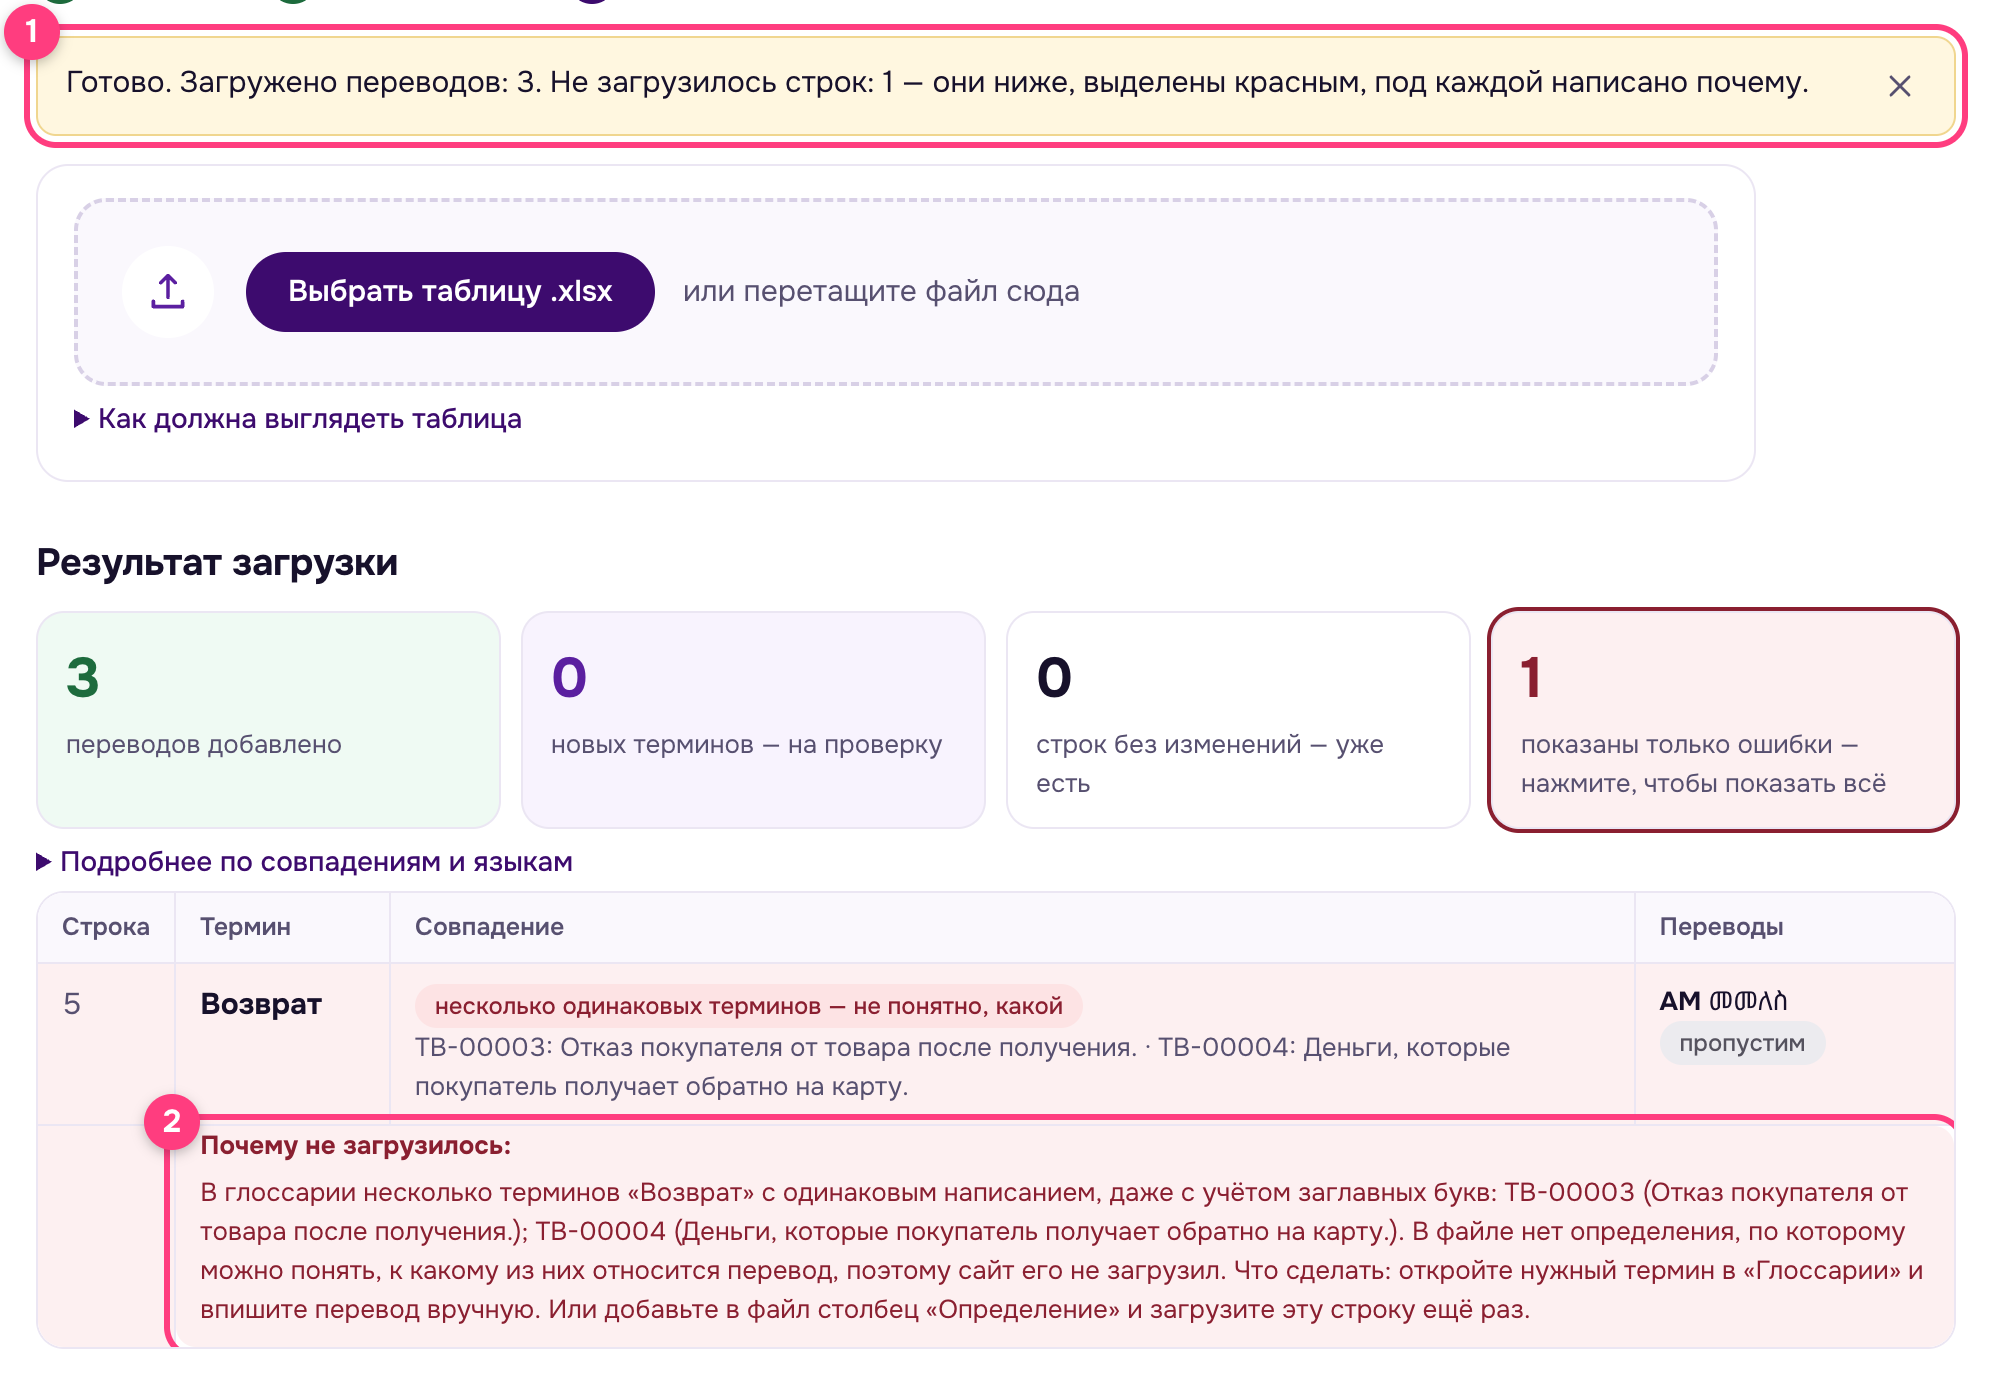 1
Готово. Загружено переводов: 3. Не загрузилось строк: 1 — они ниже, выделены красным, под каждой написано почему.
Выбрать таблицу .xlsx
или перетащите файл сюда
Как должна выглядеть таблица
Результат загрузки
3
переводов добавлено
0
новых терминов — на проверку
0
строк без изменений — уже
есть
1
показаны только ошибки —
нажмите, чтобы показать всё
Подробнее по совпадениям и языкам
Строка
Термин
Совпадение
Переводы
5
Возврат
несколько одинаковых терминов — не понятно, какой
TB-00003: Отказ покупателя от товара после получения. · TB-00004: Деньги, которые
покупатель получает обратно на карту.
AM መመለስ
пропустим
2
Почему не загрузилось:
В глоссарии несколько терминов «Возврат» с одинаковым написанием, даже с учётом заглавных букв: TB-00003 (Отказ покупателя от
товара после получения.); TB-00004 (Деньги, которые покупатель получает обратно на карту.). В файле нет определения, по которому
можно понять, к какому из них относится перевод, поэтому сайт его не загрузил. Что сделать: откройте нужный термин в «Глоссарии» и
впишите перевод вручную. Или добавьте в файл столбец «Определение» и загрузите эту строку ещё раз.